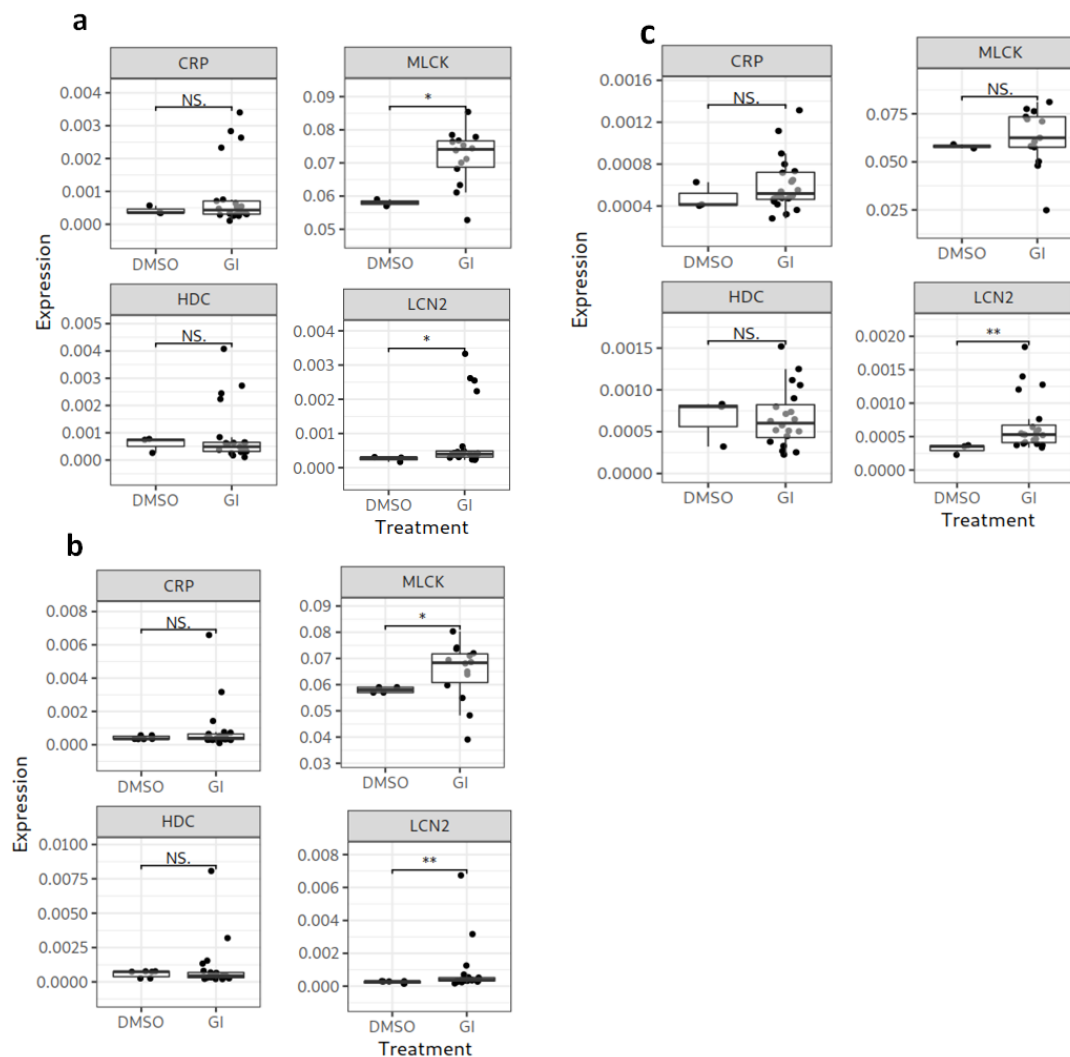 a
CRP
MLCK
0.004
0.003
0.002
0.001
0.000
NS.
0.09
0.08
0.07
0.06
0.05
*
DMSO GI
DMSO GI
HDC
LCN2
0.005
0.004
0.003
0.002
0.001
0.000
NS.
0.004
0.003
0.002
0.001
0.000
*
DMSO GI
DMSO GI
Expression
Treatment
b
CRP
MLCK
0.008
0.006
0.004
0.002
0.000
NS.
0.09
0.08
0.07
0.06
0.05
0.04
0.03
*
DMSO GI
DMSO GI
HDC
LCN2
0.0100
0.0075
0.0050
0.0025
0.0000
NS.
0.008
0.006
0.004
0.002
0.000
**
DMSO GI
DMSO GI
Expression
Treatment
c
CRP
MLCK
0.0016
0.0012
0.0008
0.0004
NS.
0.075
0.050
0.025
NS.
DMSO GI
DMSO GI
HDC
LCN2
0.0015
0.0010
0.0005
0.0000
NS.
0.0020
0.0015
0.0010
0.0005
0.0000
**
DMSO GI
DMSO GI
Expression
Treatment